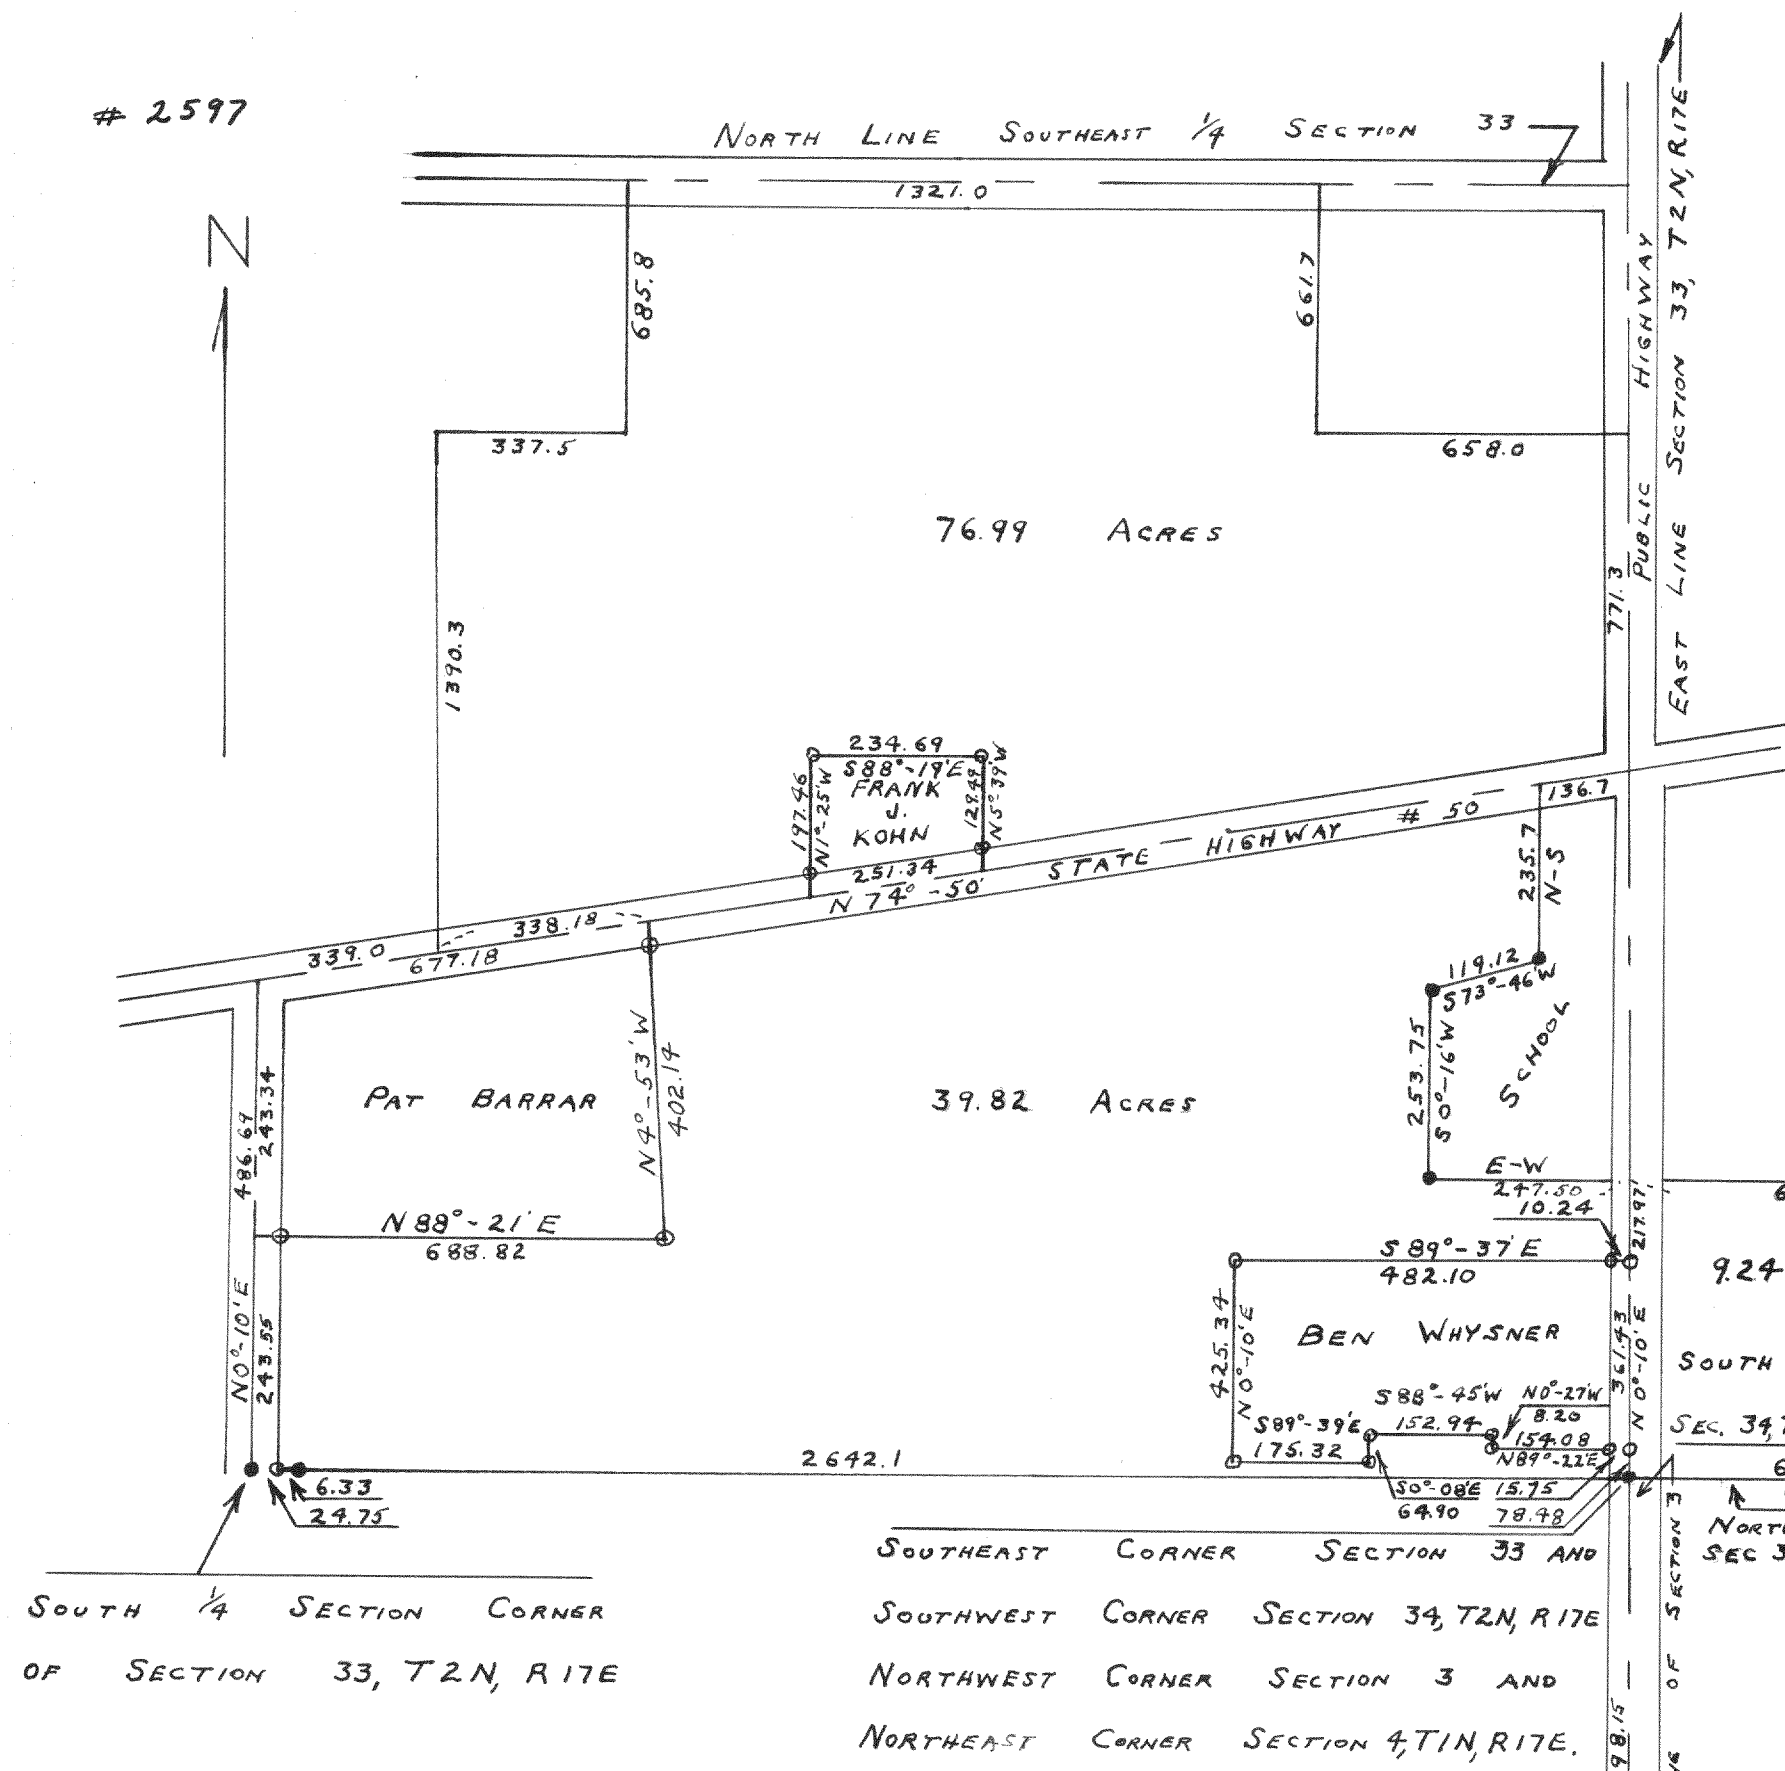 # 2597
NORTH LINE SOUTHEAST 1/4 SECTION 33
1321.0
N
685.8
661.7
337.5
658.0
EAST LINE SECTION 33, T2N, R17E
PUBLIC HIGHWAY
76.99 ACRES
771.3
1390.3
234.69
S88°-19'E
FRANK
J.
KOHN
197.46
N1°-25'W
129.49
N5°-39'W
251.34
N 74°-50'
STATE HIGHWAY # 50
136.7
235.7
N-S
338.18
339.0
677.18
119.12
S73°-46'W
253.75
S0°-16'W
SCHOOL
PAT BARRAR
N4°-53'W
402.14
39.82 ACRES
243.34
486.69
E-W
247.50
10.24
217.97
N88°-21'E
688.82
S89°-37'E
482.10
9.24
N0°-10'E
243.55
425.34
N0°-10'E
BEN WHYSNER
361.43
N0°-10'E
SOUTH
S88°-45'W
N0°-27'W
8.20
S89°-39'E
152.94
154.08
175.32
N89°-22'E
SEC. 34,
2642.1
6.33
24.75
S0°-08'E
64.90
15.75
78.48
SOUTHEAST CORNER SECTION 33 AND
SOUTHWEST CORNER SECTION 34, T2N, R17E
NORTHWEST CORNER SECTION 3 AND
NORTHEAST CORNER SECTION 4, T1N, R17E.
SOUTH 1/4 SECTION CORNER
OF SECTION 33, T2N, R17E
SEC 3
OF SECTION 3
98.15